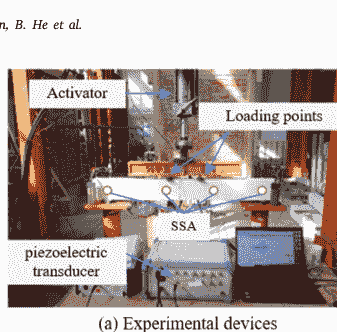 n, B. He et al.
Activator
Loading points
SSA
piezoelectric
transducer
(a) Experimental devices